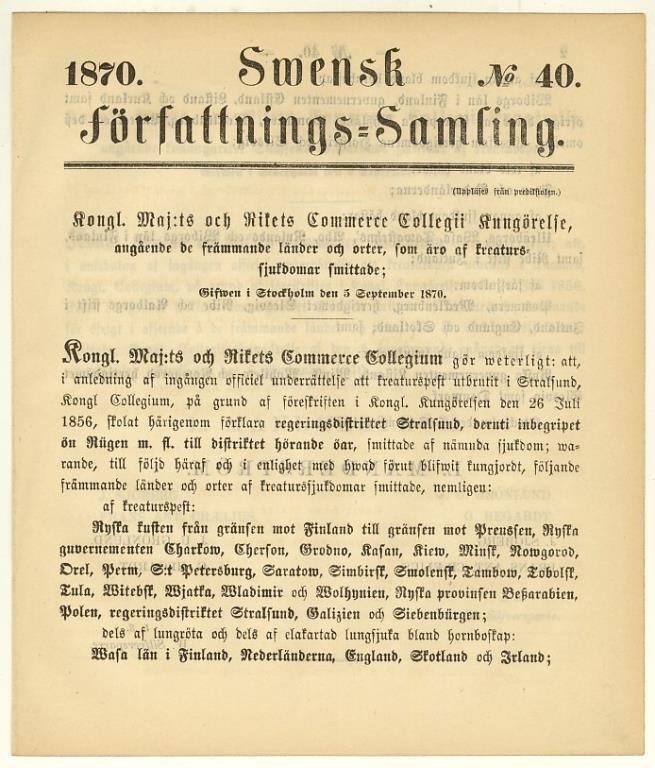 1870. Swensk № 40.
Författnings-Samling.
(Uppläses från predikstolen.)
Kongl. Maj:ts och Rikets Commerce Collegii Kungörelse,
angående de främmande länder och orter, som äro af kreaturs-
sjukdomar smittade;
Gifwen i Stockholm den 5 September 1870.
Kongl. Maj:ts och Rikets Commerce Collegium gör weterligt: att,
i anledning af ingången officiel underrättelse att kreaturspest utbrutit i Stralsund,
Kongl Collegium, på grund af föreskriften i Kongl. Kungörelsen den 26 Juli
1856, skolat härigenom förklara regeringsdistriktet Stralsund, deruti inbegripet
ön Rügen m. fl. till distriktet hörande öar, smittade af nämnda sjukdom; wa-
rande, till följd häraf och i enlighet med hwad förut blifwit kungjordt, följande
främmande länder och orter af kreaturssjukdomar smittade, nemligen:
af kreaturspest:
Ryska kusten från gränsen mot Finland till gränsen mot Preussen, Ryska
guvernementen Charkow, Cherson, Grodno, Kasan, Kiew, Minsk, Nowgorod,
Orel, Perm, S:t Petersburg, Saratow, Simbirsk, Smolensk, Tambow, Tobolsk,
Tula, Witebsk, Wjatka, Wladimir och Wolhynien, Ryska provinsen Beßarabien,
Polen, regeringsdistriktet Stralsund, Galizien och Siebenbürgen;
dels af lungröta och dels af elakartad lungsjuka bland hornboskap:
Wasa län i Finland, Nederländerna, England, Skotland och Irland;